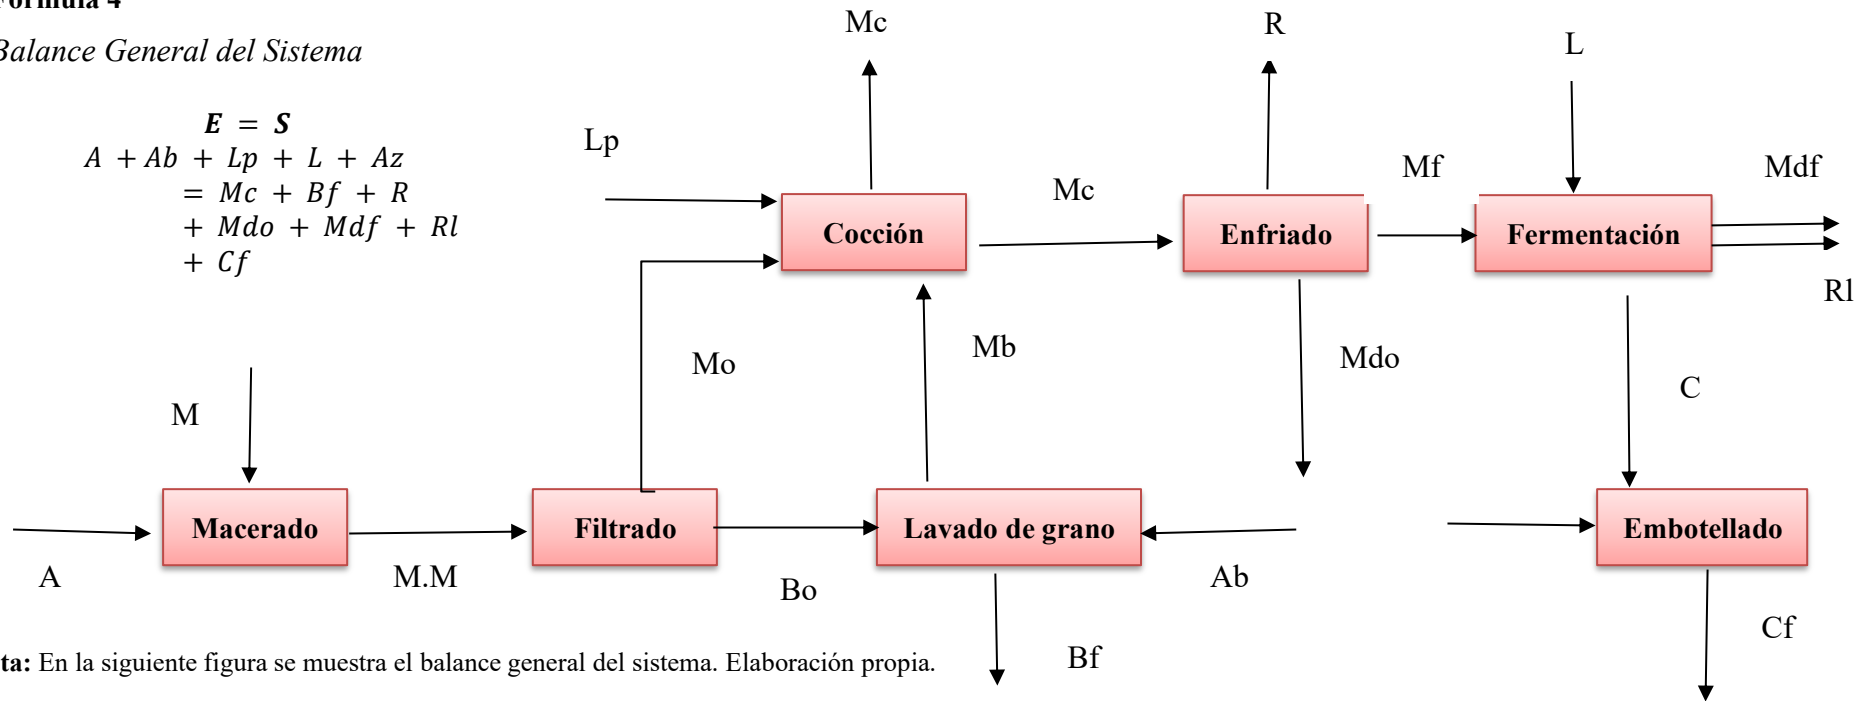 Fórmula 4
Balance General del Sistema
E = S
A + Ab + Lp + L + Az
= Mc + Bf + R
+ Mdo + Mdf + Rl
+ Cf
Mc
R
L
Lp
Mc
Mf
Mdf
Cocción
Enfriado
Fermentación
Rl
Mo
Mb
Mdo
C
M
Macerado
Filtrado
Lavado de grano
Embotellado
A
M.M
Bo
Ab
Cf
Bf
ta: En la siguiente figura se muestra el balance general del sistema. Elaboración propia.